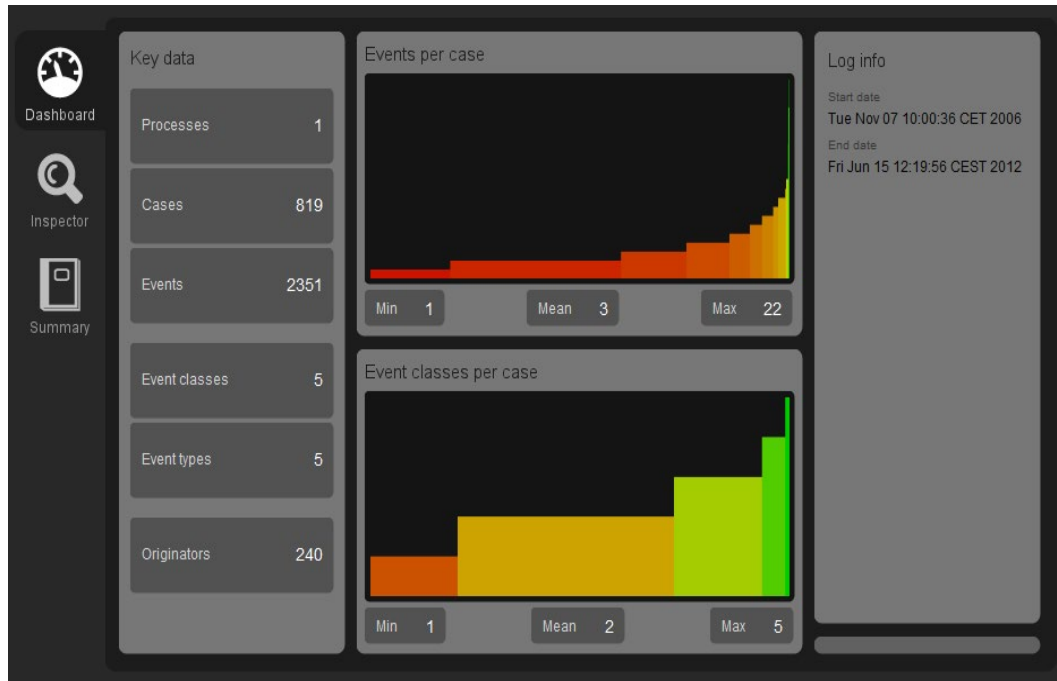 Dashboard
Inspector
Summary
Key data
Processes 1
Cases 819
Events 2351
Event classes 5
Event types 5
Originators 240
Events per case
Min 1 Mean 3 Max 22
Event classes per case
Min 1 Mean 2 Max 5
Log info
Start date
Tue Nov 07 10:00:36 CET 2006
End date
Fri Jun 15 12:19:56 CEST 2012